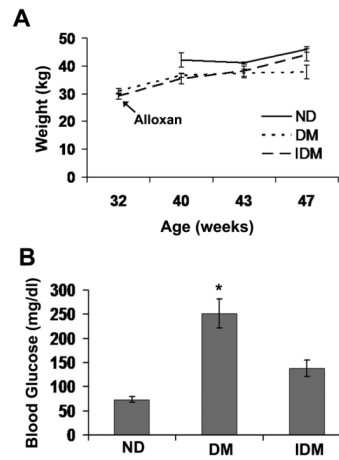 A
50
40
30
20
10
0
Weight (kg)
Alloxan
ND
DM
IDM
32 40 43 47
Age (weeks)
B
300
250
200
150
100
50
0
Blood Glucose (mg/dl)
*
ND DM IDM